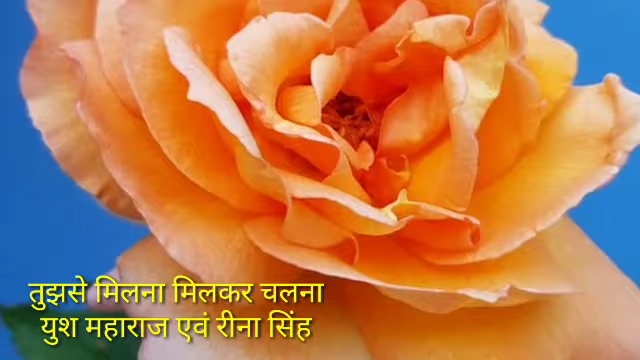 तुझसे मिलना मिलकर चलना
युश महाराज एवं रीना सिंह